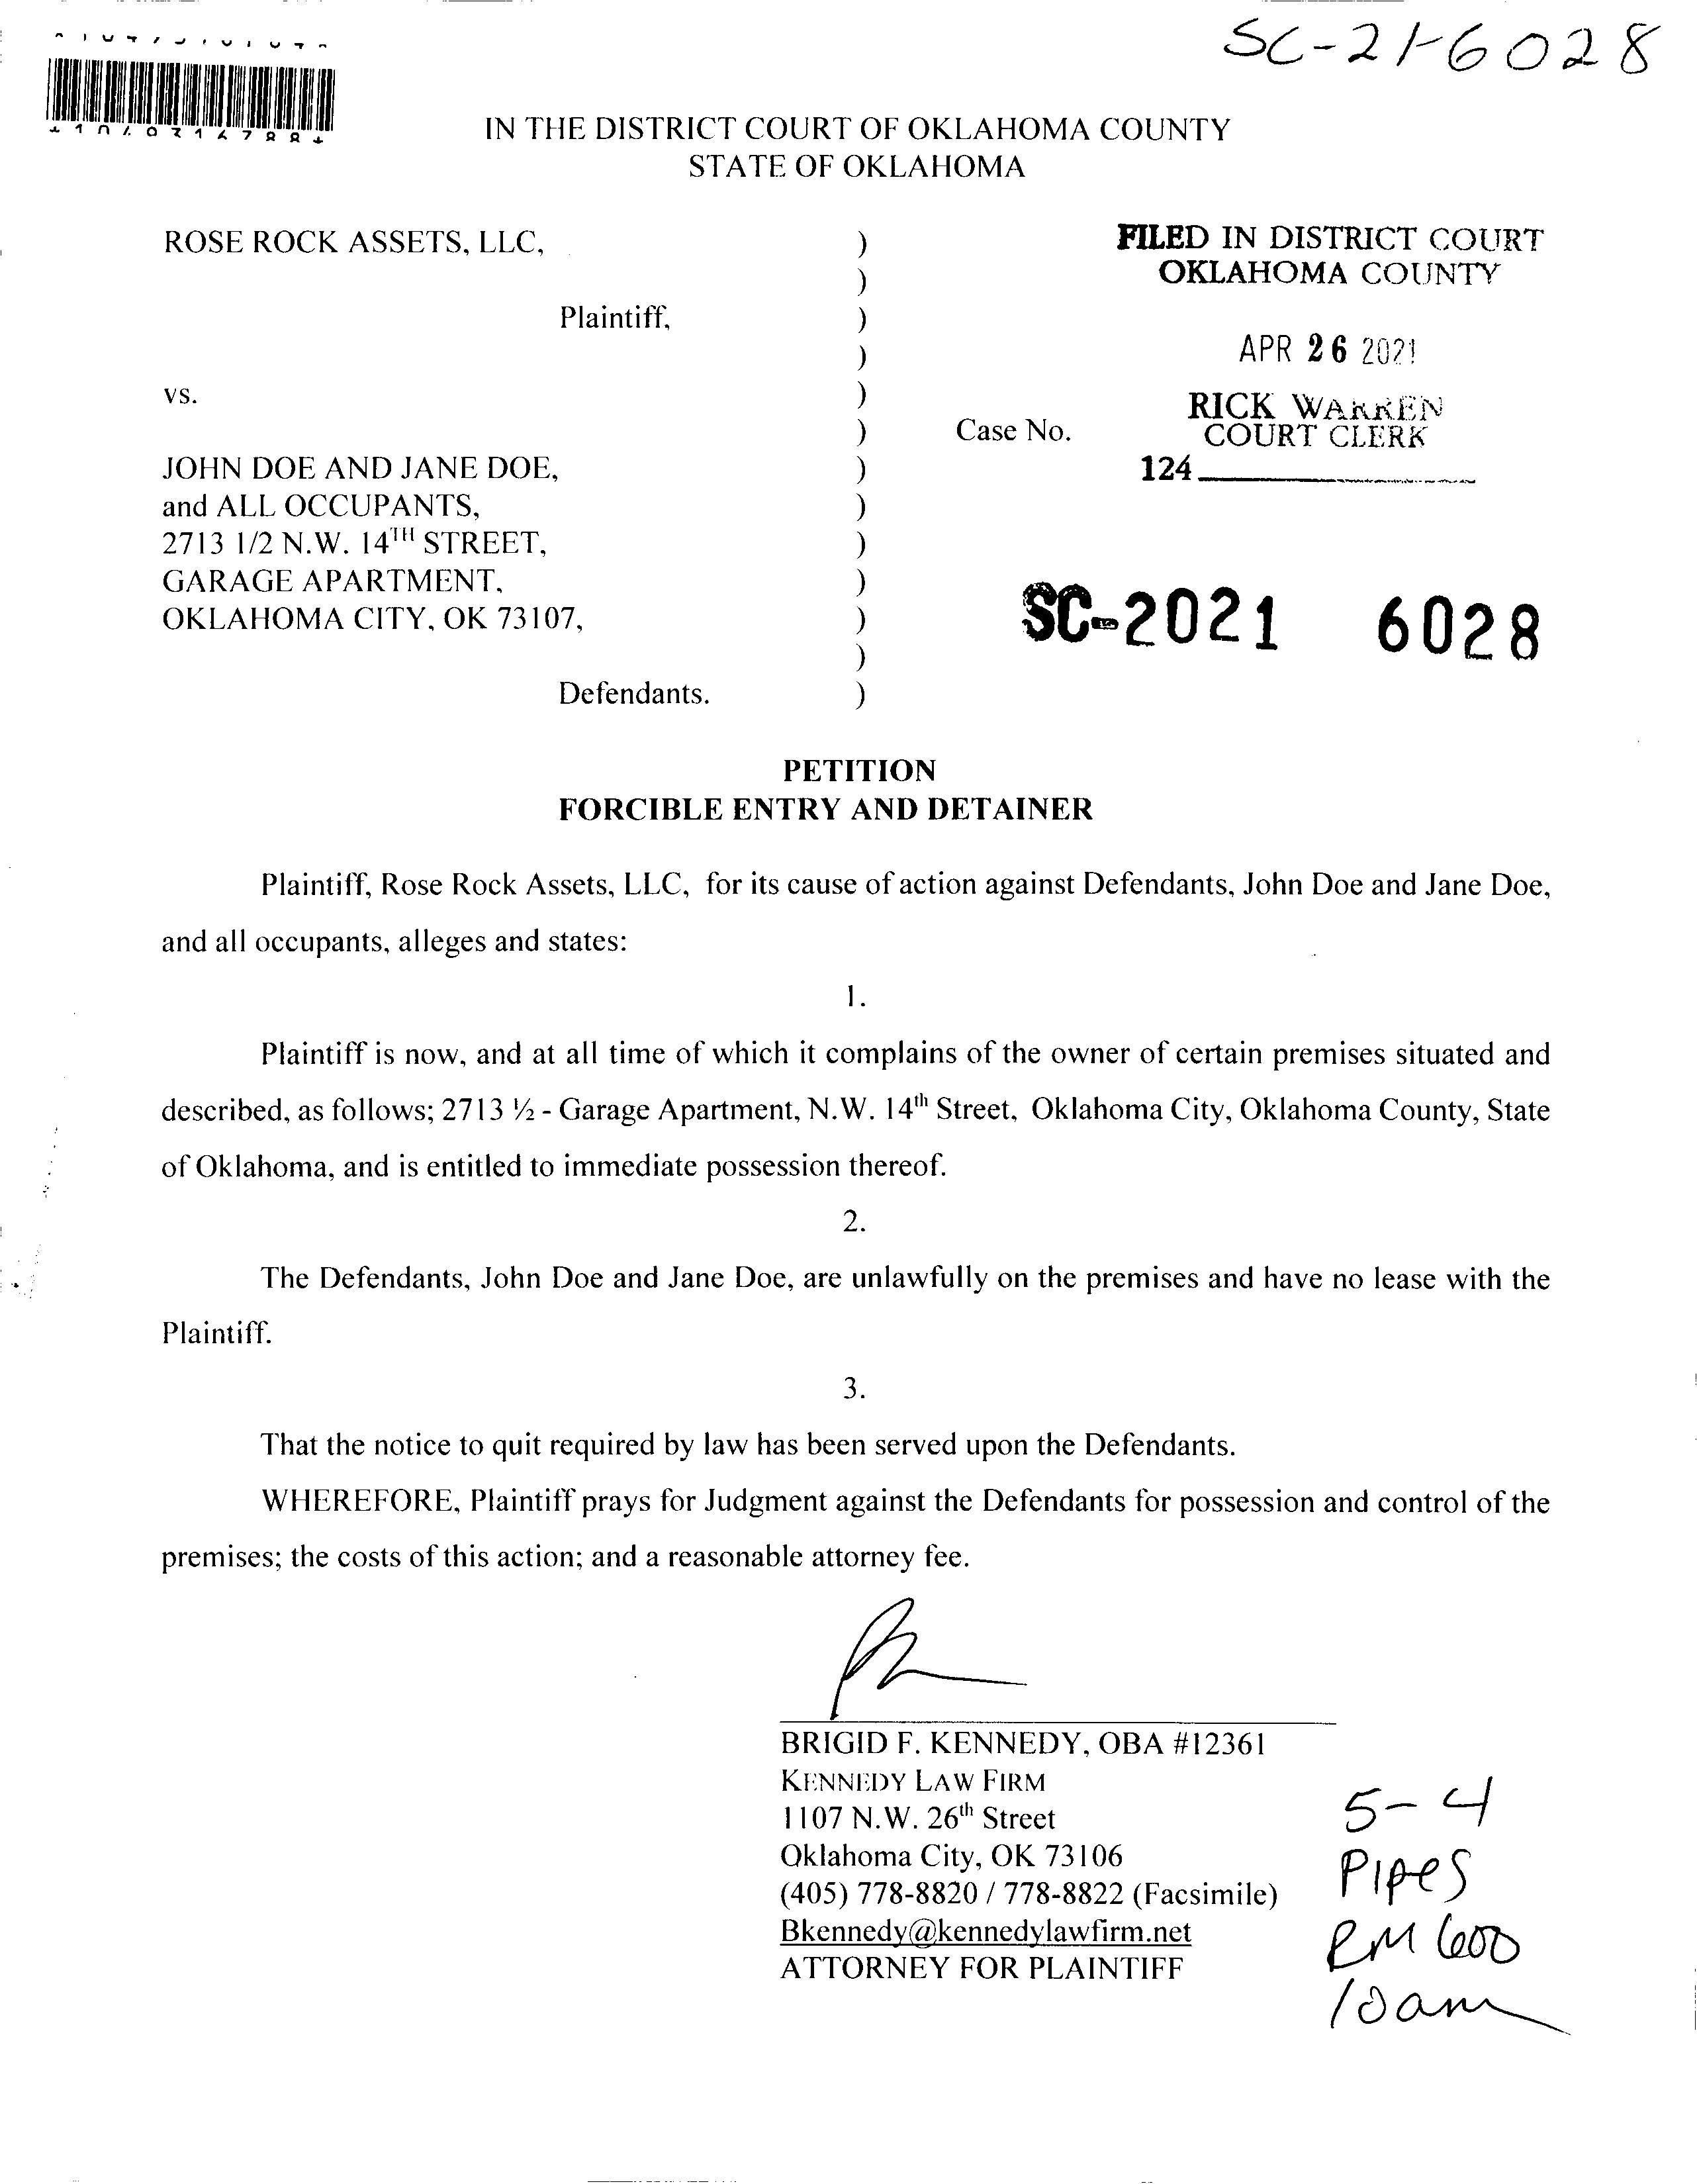 SC-21-6028
IN THE DISTRICT COURT OF OKLAHOMA COUNTY
STATE OF OKLAHOMA
ROSE ROCK ASSETS, LLC, )
)
Plaintiff, )
)
vs. )
)
JOHN DOE AND JANE DOE, )
and ALL OCCUPANTS, )
2713 1/2 N.W. 14TH STREET, )
GARAGE APARTMENT, )
OKLAHOMA CITY, OK 73107, )
)
Defendants. )
FILED IN DISTRICT COURT
OKLAHOMA COUNTY
APR 26 2021
RICK WARREN
COURT CLERK
Case No.
124
SC-2021 6028
PETITION
FORCIBLE ENTRY AND DETAINER
Plaintiff, Rose Rock Assets, LLC, for its cause of action against Defendants, John Doe and Jane Doe,
and all occupants, alleges and states:
1.
Plaintiff is now, and at all time of which it complains of the owner of certain premises situated and
described, as follows; 2713 ½ - Garage Apartment, N.W. 14th Street, Oklahoma City, Oklahoma County, State
of Oklahoma, and is entitled to immediate possession thereof.
2.
The Defendants, John Doe and Jane Doe, are unlawfully on the premises and have no lease with the
Plaintiff.
3.
That the notice to quit required by law has been served upon the Defendants.
WHEREFORE, Plaintiff prays for Judgment against the Defendants for possession and control of the
premises; the costs of this action; and a reasonable attorney fee.
BRIGID F. KENNEDY, OBA #12361
KENNEDY LAW FIRM
1107 N.W. 26th Street
Oklahoma City, OK 73106
(405) 778-8820 / 778-8822 (Facsimile)
Bkennedy@kennedylawfirm.net
ATTORNEY FOR PLAINTIFF
5-4
Pipes
RM 600
10am